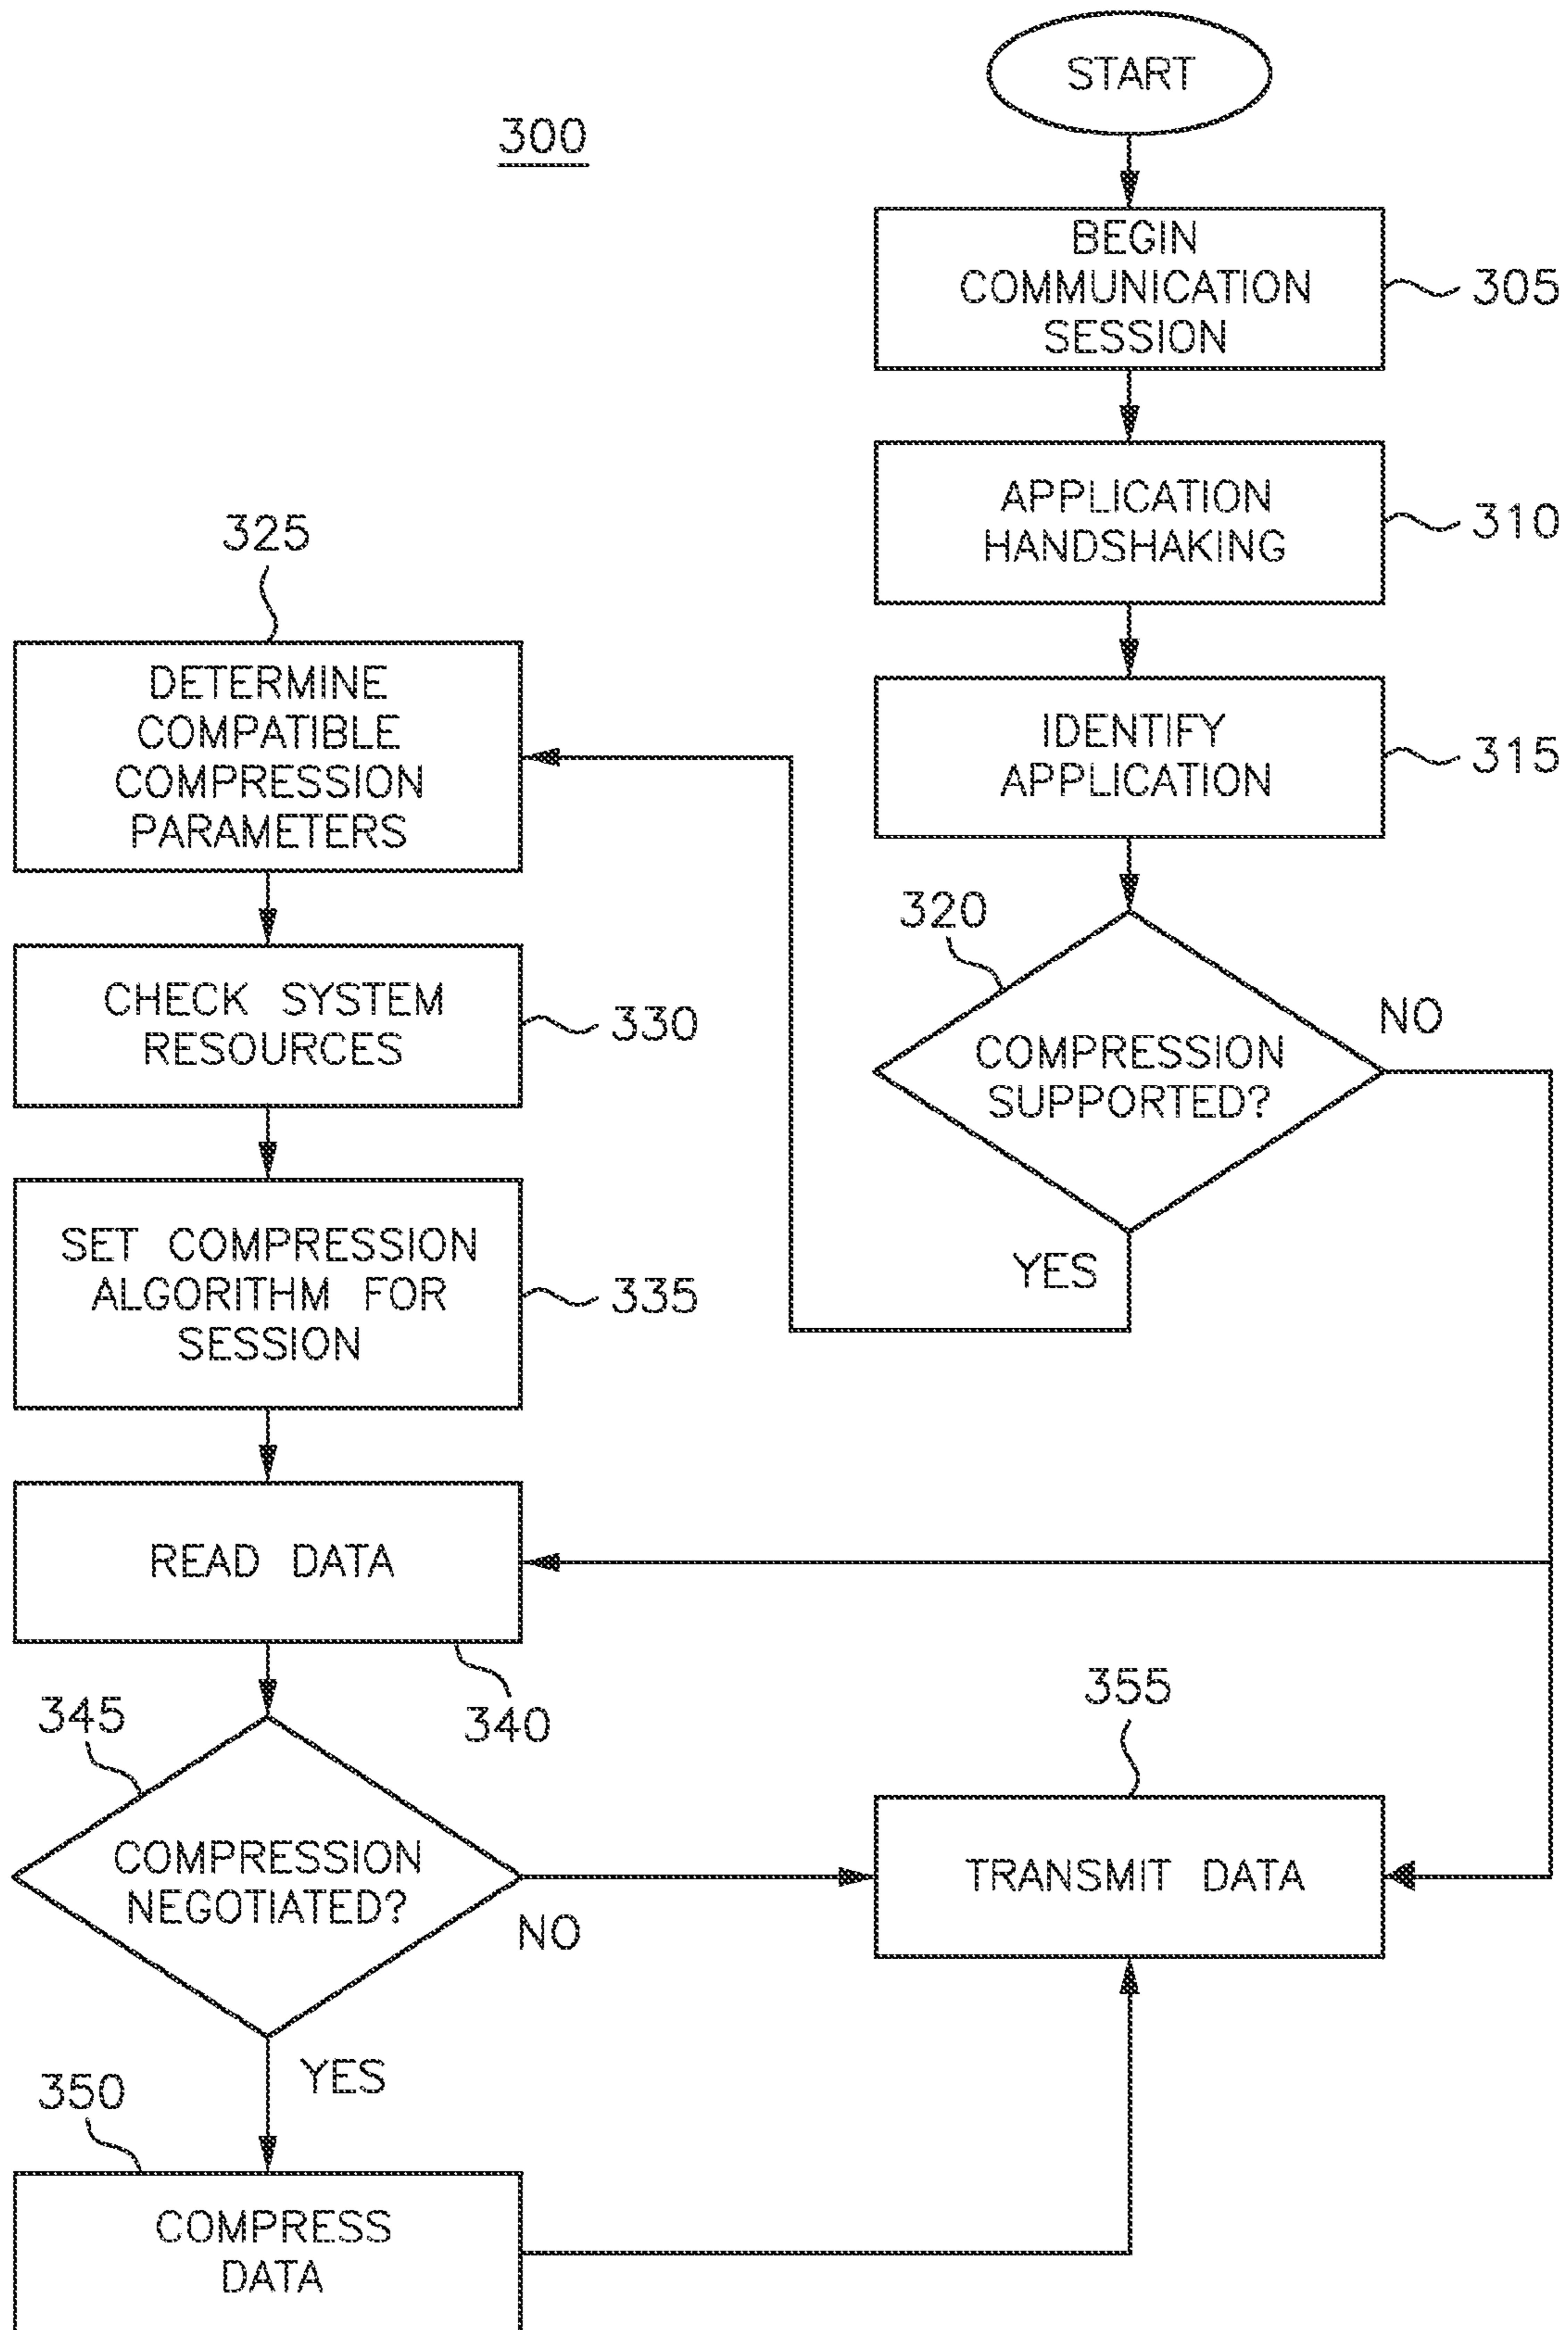 300
START
BEGIN
COMMUNICATION
SESSION
305
APPLICATION
HANDSHAKING
310
IDENTIFY
APPLICATION
315
320
COMPRESSION
SUPPORTED?
NO
YES
325
DETERMINE
COMPATIBLE
COMPRESSION
PARAMETERS
CHECK SYSTEM
RESOURCES
330
SET COMPRESSION
ALGORITHM FOR
SESSION
335
READ DATA
340
345
COMPRESSION
NEGOTIATED?
NO
YES
350
COMPRESS
DATA
355
TRANSMIT DATA